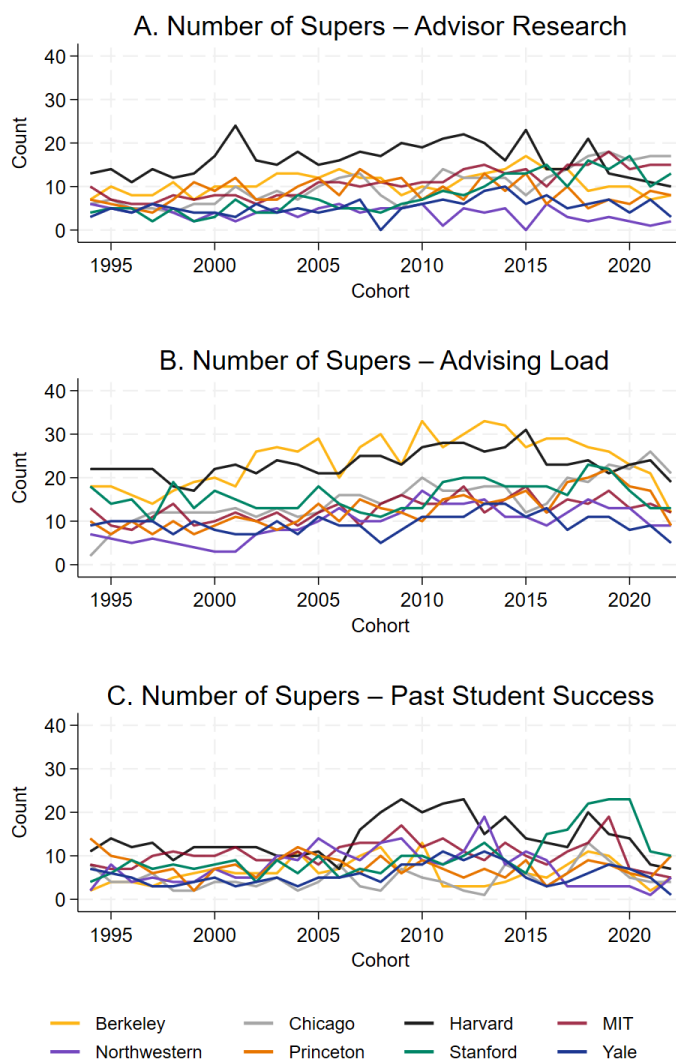 A. Number of Supers – Advisor Research
40
30
20
10
0
Count
1995 2000 2005 2010 2015 2020
Cohort
B. Number of Supers – Advising Load
40
30
20
10
0
Count
1995 2000 2005 2010 2015 2020
Cohort
C. Number of Supers – Past Student Success
40
30
20
10
0
Count
1995 2000 2005 2010 2015 2020
Cohort
Berkeley Chicago Harvard MIT
Northwestern Princeton Stanford Yale